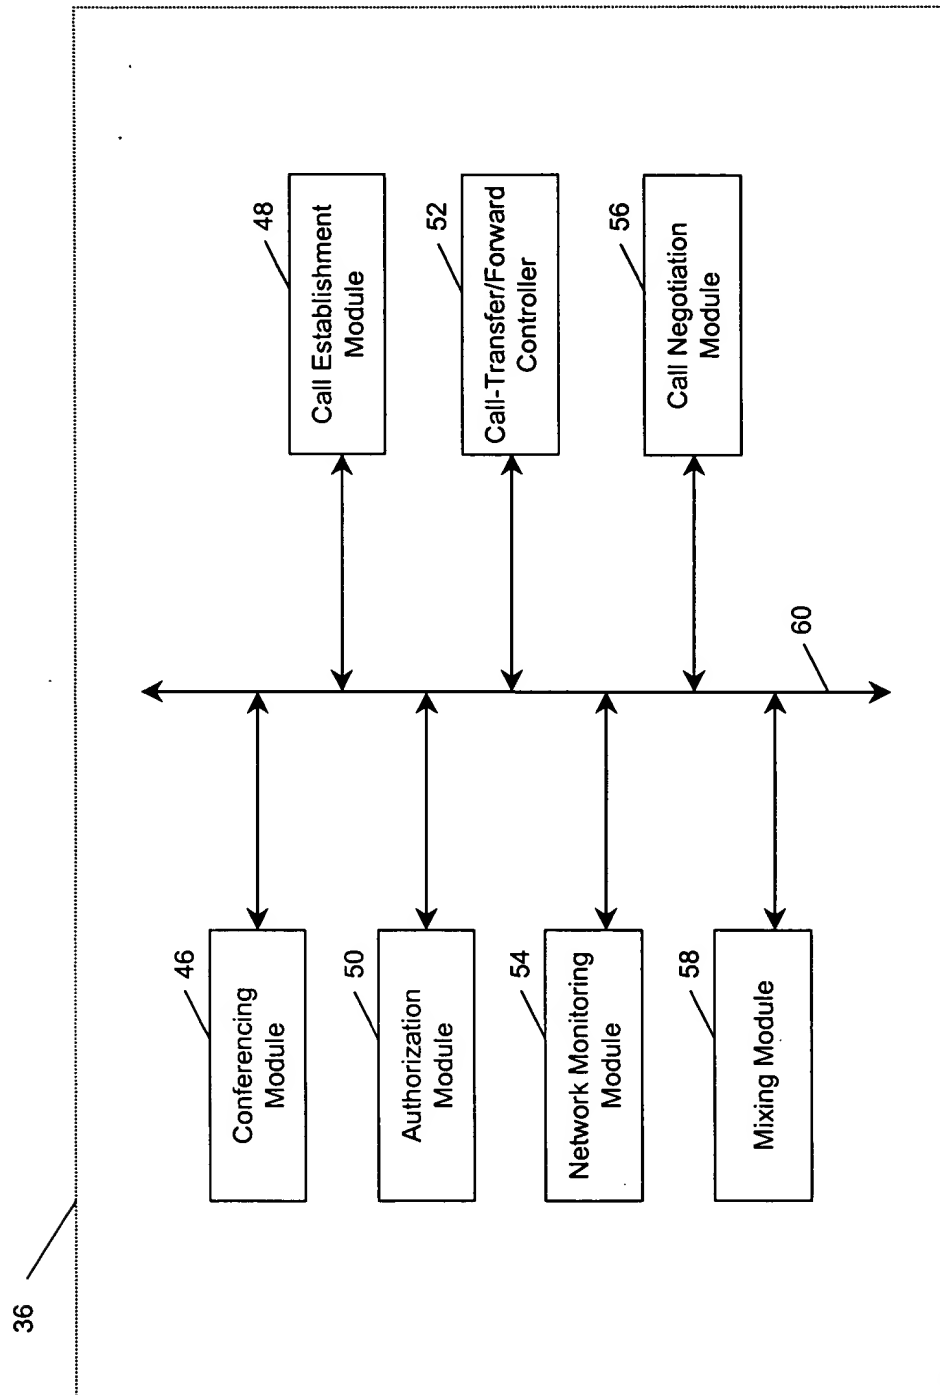 36
46
Conferencing
Module
48
Call Establishment
Module
50
Authorization
Module
52
Call-Transfer/Forward
Controller
54
Network Monitoring
Module
56
Call Negotiation
Module
58
Mixing Module
60